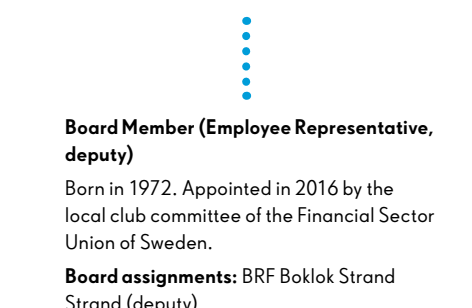 Board Member (Employee Representative,
deputy)
Born in 1972. Appointed in 2016 by the
local club committee of the Financial Sector
Union of Sweden.
Board assignments: BRF Boklok Strand
Strand (deputy)